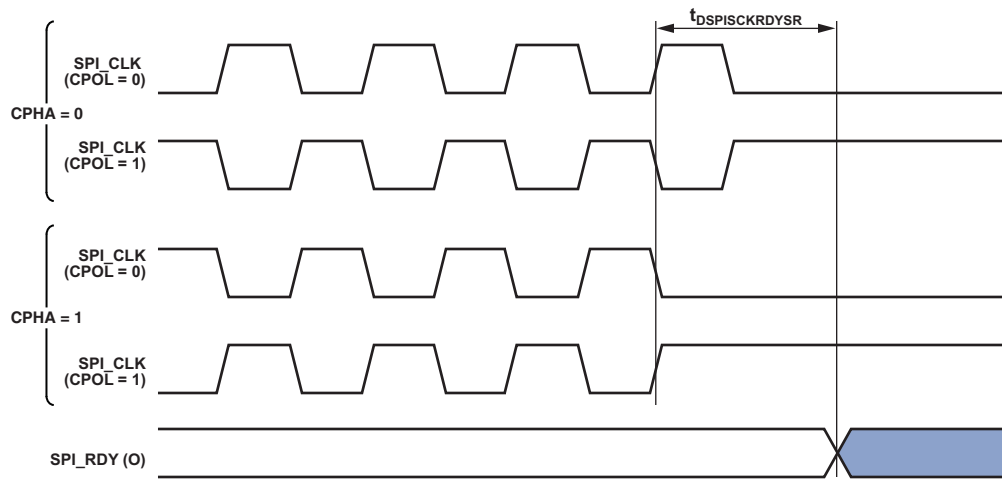 tDSPISCKRDYSR
SPI_CLK
(CPOL = 0)
CPHA = 0
SPI_CLK
(CPOL = 1)
SPI_CLK
(CPOL = 0)
CPHA = 1
SPI_CLK
(CPOL = 1)
SPI_RDY (O)